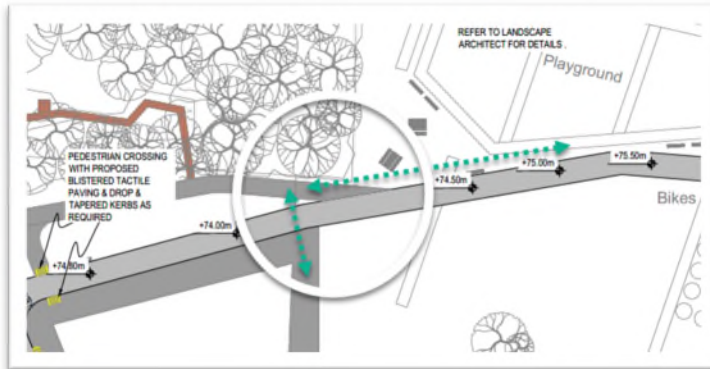 REFER TO LANDSCAPE
ARCHITECT FOR DETAILS .
Playground
PEDESTRIAN CROSSING
WITH PROPOSED
BLISTERED TACTILE
PAVING & DROP &
TAPERED KERBS AS
REQUIRED
+75.50m
+75.00m
+74.50m
Bikes
+74.00m
+74.80m